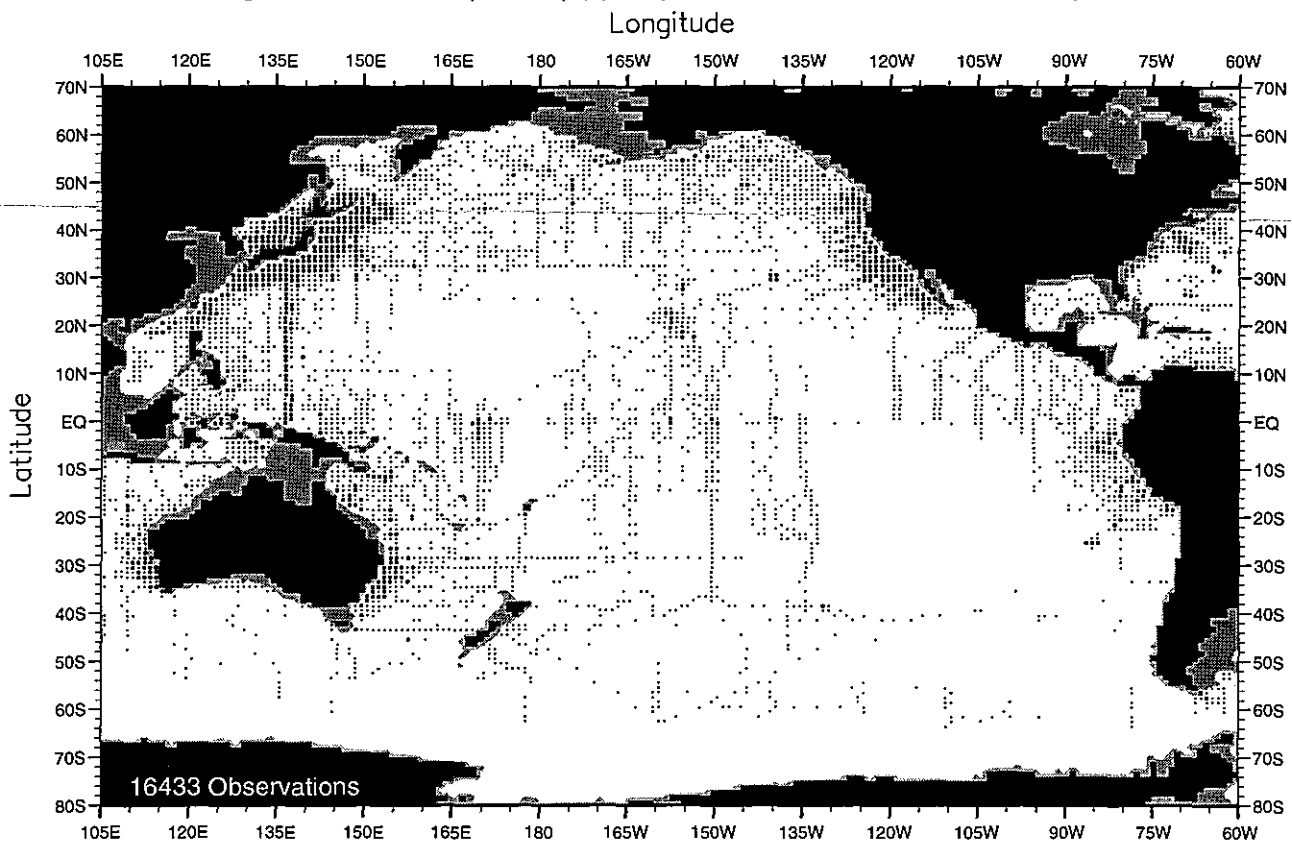 Longitude
105E 120E 135E 150E 165E 180 165W 150W 135W 120W 105W 90W 75W 60W
70N 70N
60N 60N
50N 50N
40N 40N
30N 30N
20N 20N
10N 10N
EQ EQ
10S 10S
20S 20S
30S 30S
40S 40S
50S 50S
60S 60S
70S 70S
80S 80S
Latitude
16433 Observations
105E 120E 135E 150E 165E 180 165W 150W 135W 120W 105W 90W 75W 60W